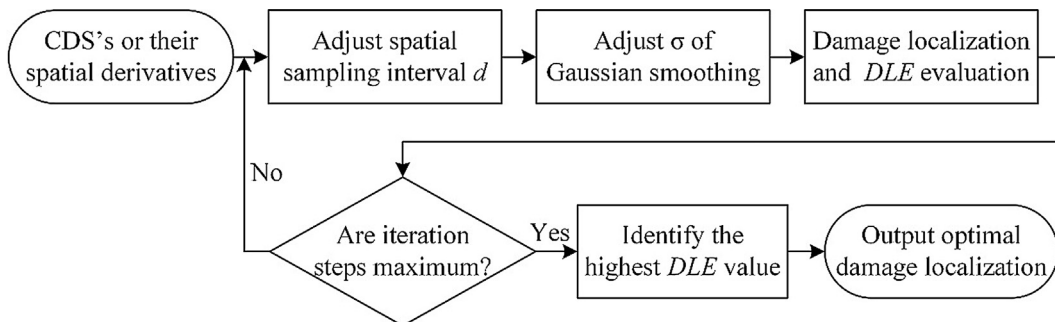 CDS's or their
spatial derivatives
Adjust spatial
sampling interval d
Adjust σ of
Gaussian smoothing
Damage localization
and DLE evaluation
No
Are iteration
steps maximum?
Yes
Identify the
highest DLE value
Output optimal
damage localization